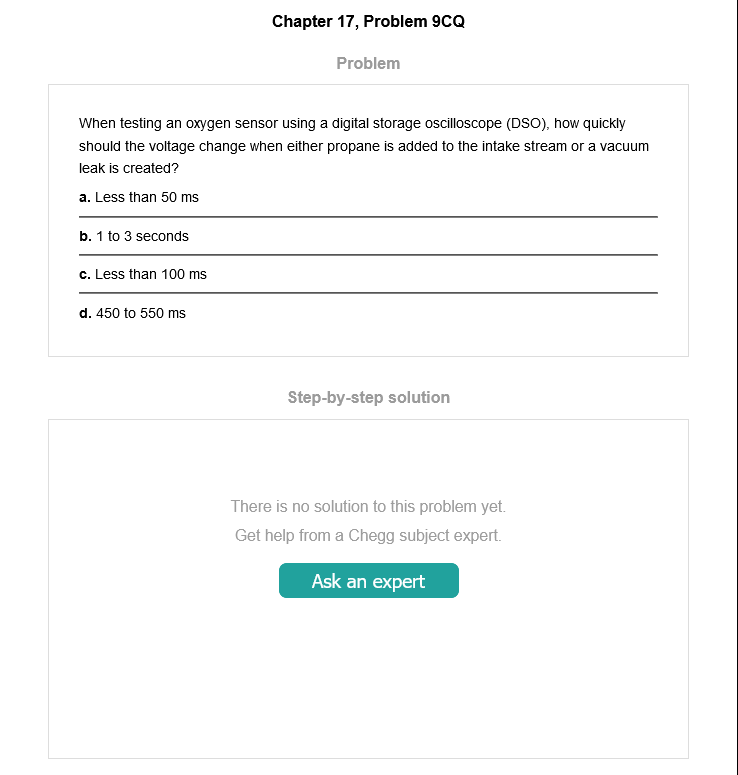 Chapter 17, Problem 9CQ
Problem
When testing an oxygen sensor using a digital storage oscilloscope (DSO), how quickly
should the voltage change when either propane is added to the intake stream or a vacuum
leak is created?
a. Less than 50 ms
b. 1 to 3 seconds
c. Less than 100 ms
d. 450 to 550 ms
Step-by-step solution
There is no solution to this problem yet.
Get help from a Chegg subject expert.
Ask an expert